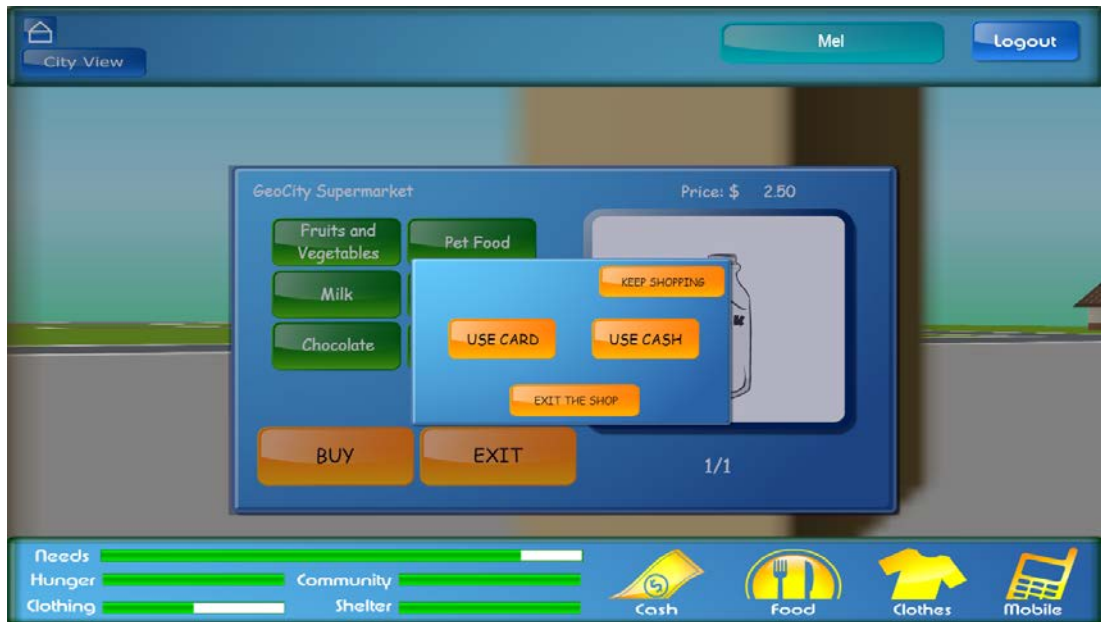 Mel
Logout
City View
GeoCity Supermarket
Price: $ 2.50
Fruits and
Vegetables
Pet Food
Milk
Chocolate
KEEP SHOPPING
USE CARD
USE CASH
EXIT THE SHOP
BUY
EXIT
1/1
Needs
Hunger
Community
Clothing
Shelter
Cash
Food
Clothes
Mobile